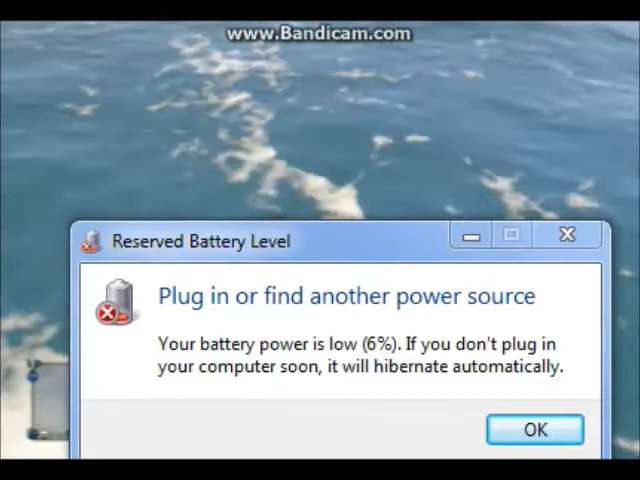 www.Bandicam.com
Reserved Battery Level
Plug in or find another power source
Your battery power is low (6%). If you don't plug in
your computer soon, it will hibernate automatically.
OK